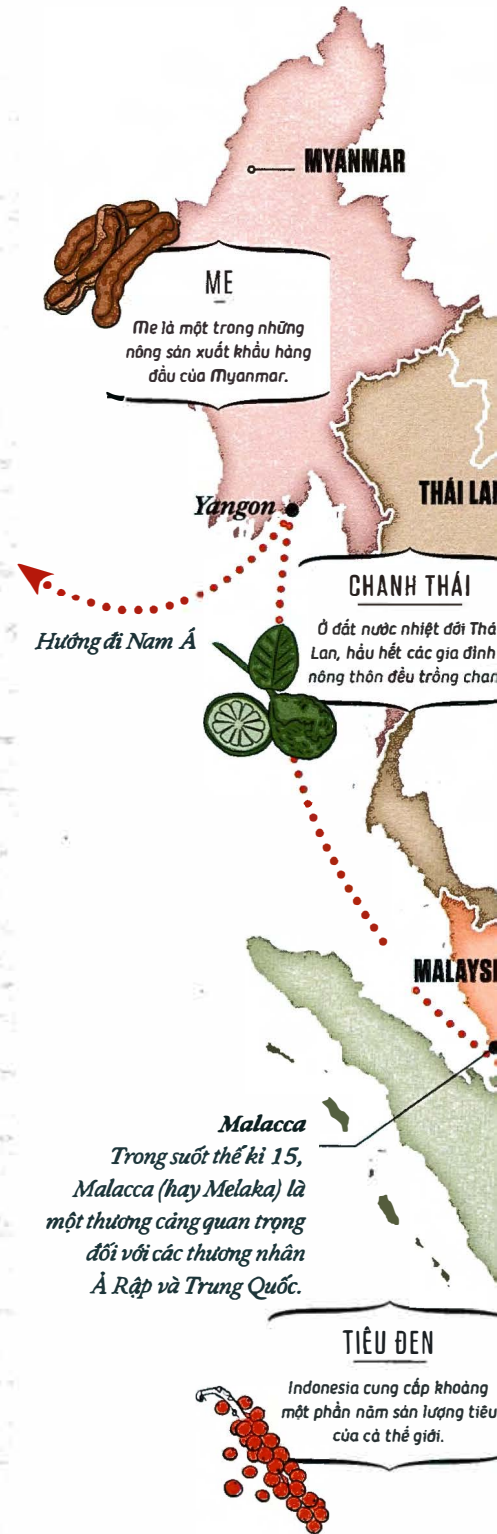 MYANMAR
ME
Me là một trong những
nông sản xuất khẩu hàng
đầu của Myanmar.
Yangon
THÁI LAN
CHANH THÁI
Hướng đi Nam Á
Ở đất nước nhiệt đới Thá
Lan, hầu hết các gia đình
nông thôn đều trồng chan
MALAYSI
Malacca
Trong suốt thế kỉ 15,
Malacca (hay Melaka) là
một thương cảng quan trọng
đối với các thương nhân
Ả Rập và Trung Quốc.
TIÊU ĐEN
Indonesia cung cấp khoảng
một phần năm sản lượng tiêu
của cả thế giới.